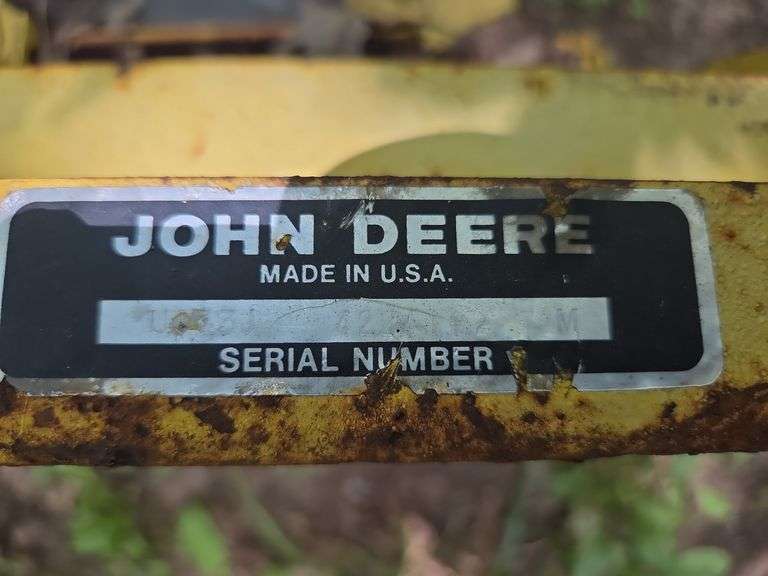 JOHN DEERE
MADE IN U.S.A.
SERIAL NUMBER